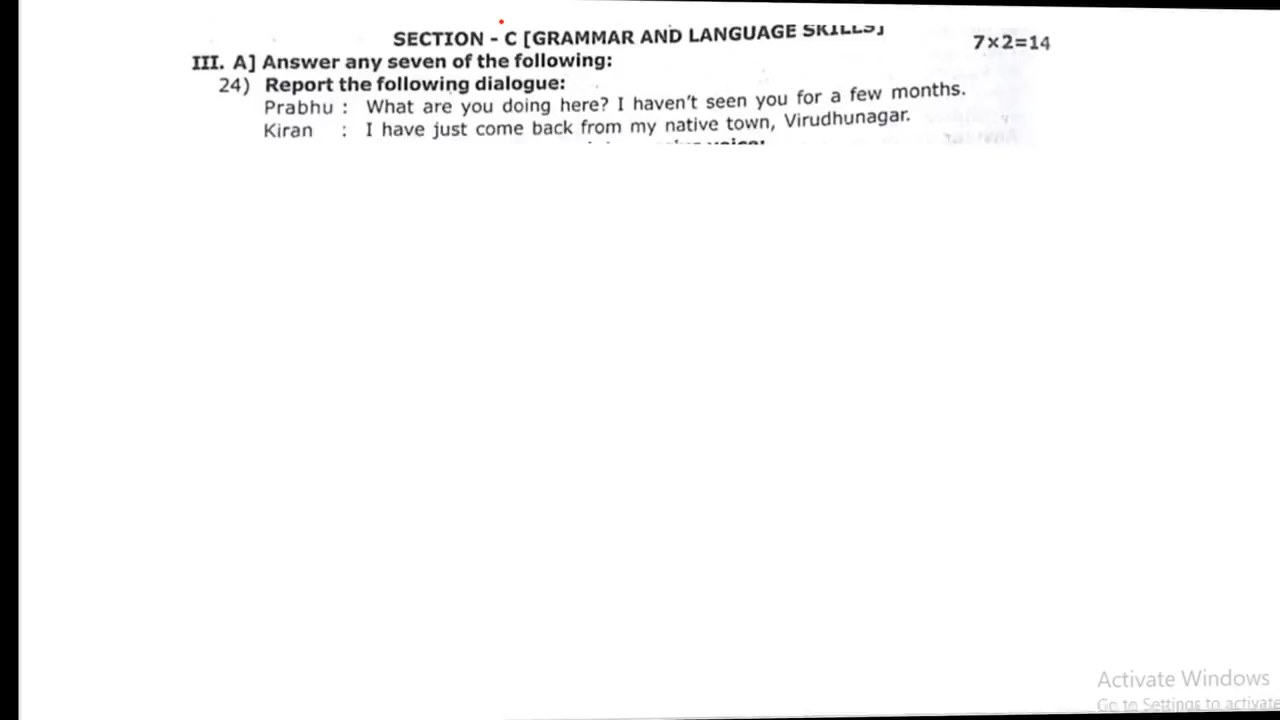 SECTION - C [GRAMMAR AND LANGUAGE SKILLS]
7×2=14
III. A] Answer any seven of the following:
24) Report the following dialogue:
Prabhu : What are you doing here? I haven't seen you for a few months.
Kiran : I have just come back from my native town, Virudhunagar.
voice:
Activate Windows
Go to Settings to activate